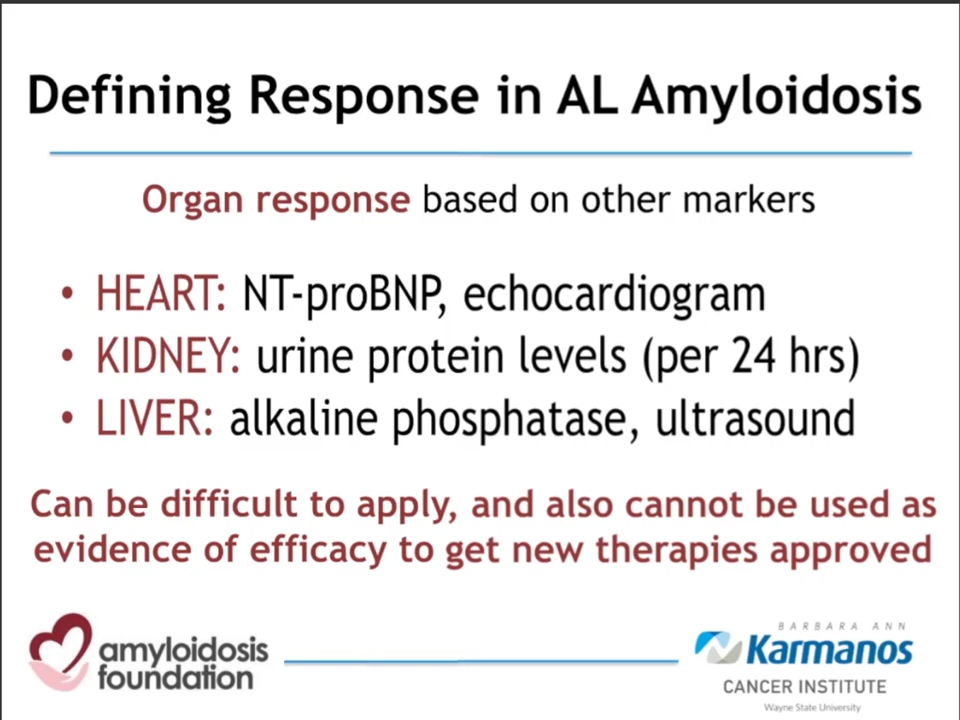 Defining Response in AL Amyloidosis
Organ response based on other markers
• HEART: NT-proBNP, echocardiogram
• KIDNEY: urine protein levels (per 24 hrs)
• LIVER: alkaline phosphatase, ultrasound
Can be difficult to apply, and also cannot be used as
evidence of efficacy to get new therapies approved
amyloidosis
foundation
BARBARA ANN
Karmanos
CANCER INSTITUTE
Wayne State University